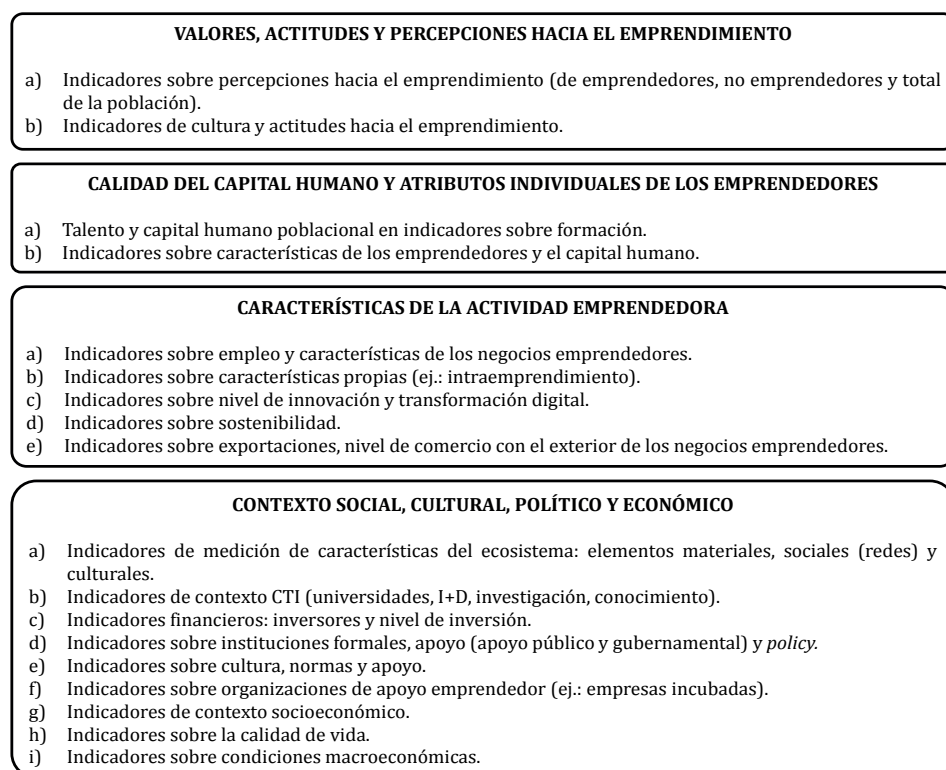 VALORES, ACTITUDES Y PERCEPCIONES HACIA EL EMPRENDIMIENTO
a) Indicadores sobre percepciones hacia el emprendimiento (de emprendedores, no emprendedores y total
de la población).
b) Indicadores de cultura y actitudes hacia el emprendimiento.
CALIDAD DEL CAPITAL HUMANO Y ATRIBUTOS INDIVIDUALES DE LOS EMPRENDEDORES
a) Talento y capital humano poblacional en indicadores sobre formación.
b) Indicadores sobre características de los emprendedores y el capital humano.
CARACTERÍSTICAS DE LA ACTIVIDAD EMPRENDEDORA
a) Indicadores sobre empleo y características de los negocios emprendedores.
b) Indicadores sobre características propias (ej.: intraemprendimiento).
c) Indicadores sobre nivel de innovación y transformación digital.
d) Indicadores sobre sostenibilidad.
e) Indicadores sobre exportaciones, nivel de comercio con el exterior de los negocios emprendedores.
CONTEXTO SOCIAL, CULTURAL, POLÍTICO Y ECONÓMICO
a) Indicadores de medición de características del ecosistema: elementos materiales, sociales (redes) y
culturales.
b) Indicadores de contexto CTI (universidades, I+D, investigación, conocimiento).
c) Indicadores financieros: inversores y nivel de inversión.
d) Indicadores sobre instituciones formales, apoyo (apoyo público y gubernamental) y policy.
e) Indicadores sobre cultura, normas y apoyo.
f) Indicadores sobre organizaciones de apoyo emprendedor (ej.: empresas incubadas).
g) Indicadores de contexto socioeconómico.
h) Indicadores sobre la calidad de vida.
i) Indicadores sobre condiciones macroeconómicas.